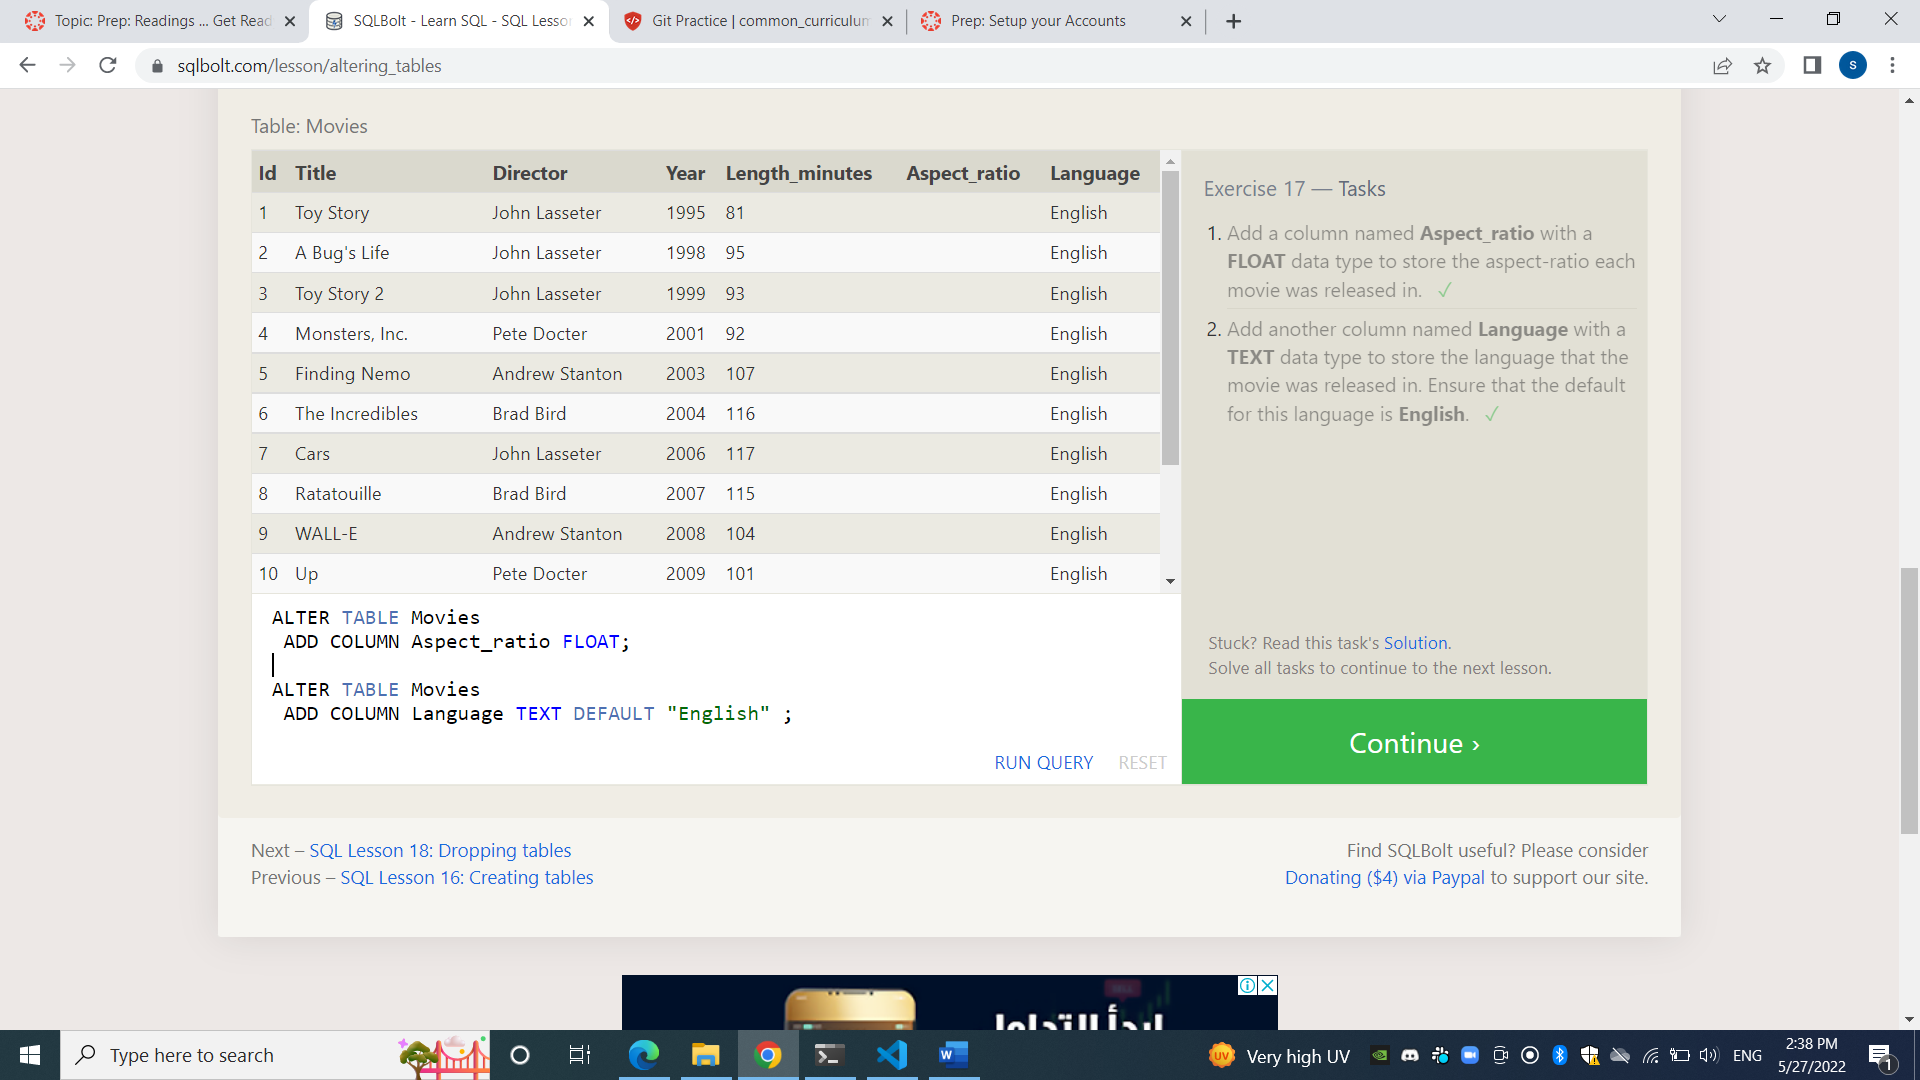 Topic: Prep: Readings ... Get Read
SQLBolt - Learn SQL - SQL Lesso
Git Practice | common_curriculum
Prep: Setup your Accounts
sqlbolt.com/lesson/altering_tables
S
Table: Movies
Id Title Director Year Length_minutes Aspect_ratio Language
1 Toy Story John Lasseter 1995 81 English
2 A Bug's Life John Lasseter 1998 95 English
3 Toy Story 2 John Lasseter 1999 93 English
4 Monsters, Inc. Pete Docter 2001 92 English
5 Finding Nemo Andrew Stanton 2003 107 English
6 The Incredibles Brad Bird 2004 116 English
7 Cars John Lasseter 2006 117 English
8 Ratatouille Brad Bird 2007 115 English
9 WALL-E Andrew Stanton 2008 104 English
10 Up Pete Docter 2009 101 English
ALTER TABLE Movies
ADD COLUMN Aspect_ratio FLOAT;
ALTER TABLE Movies
ADD COLUMN Language TEXT DEFAULT "English" ;
RUN QUERY RESET
Exercise 17 — Tasks
1. Add a column named Aspect_ratio with a
FLOAT data type to store the aspect-ratio each
movie was released in. ✓
2. Add another column named Language with a
TEXT data type to store the language that the
movie was released in. Ensure that the default
for this language is English. ✓
Stuck? Read this task's Solution.
Solve all tasks to continue to the next lesson.
Continue ›
Next – SQL Lesson 18: Dropping tables
Previous – SQL Lesson 16: Creating tables
Find SQLBolt useful? Please consider
Donating ($4) via Paypal to support our site.
SELL
Type here to search
UV
Very high UV
ENG
2:38 PM
5/27/2022
1